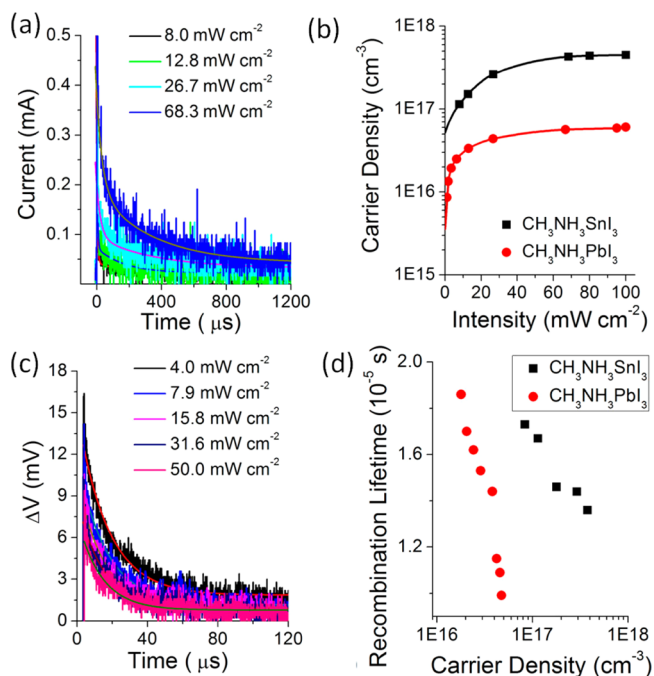 (a)
8.0 mW cm⁻²
12.8 mW cm⁻²
26.7 mW cm⁻²
68.3 mW cm⁻²
Current (mA)
0.5
0.4
0.3
0.2
0.1
0 400 800 1200
Time ( μs)
(b)
Carrier Density (cm⁻³)
1E18
1E17
1E16
1E15
CH₃NH₃SnI₃
CH₃NH₃PbI₃
0 20 40 60 80 100
Intensity (mW cm⁻²)
(c)
4.0 mW cm⁻²
7.9 mW cm⁻²
15.8 mW cm⁻²
31.6 mW cm⁻²
50.0 mW cm⁻²
ΔV (mV)
18
15
12
9
6
3
0
0 40 80 120
Time ( μs)
(d)
Recombination Lifetime (10⁻⁵ s)
2.0
1.8
1.6
1.4
1.2
1.0
CH₃NH₃SnI₃
CH₃NH₃PbI₃
1E16 1E17 1E18
Carrier Density (cm⁻³)